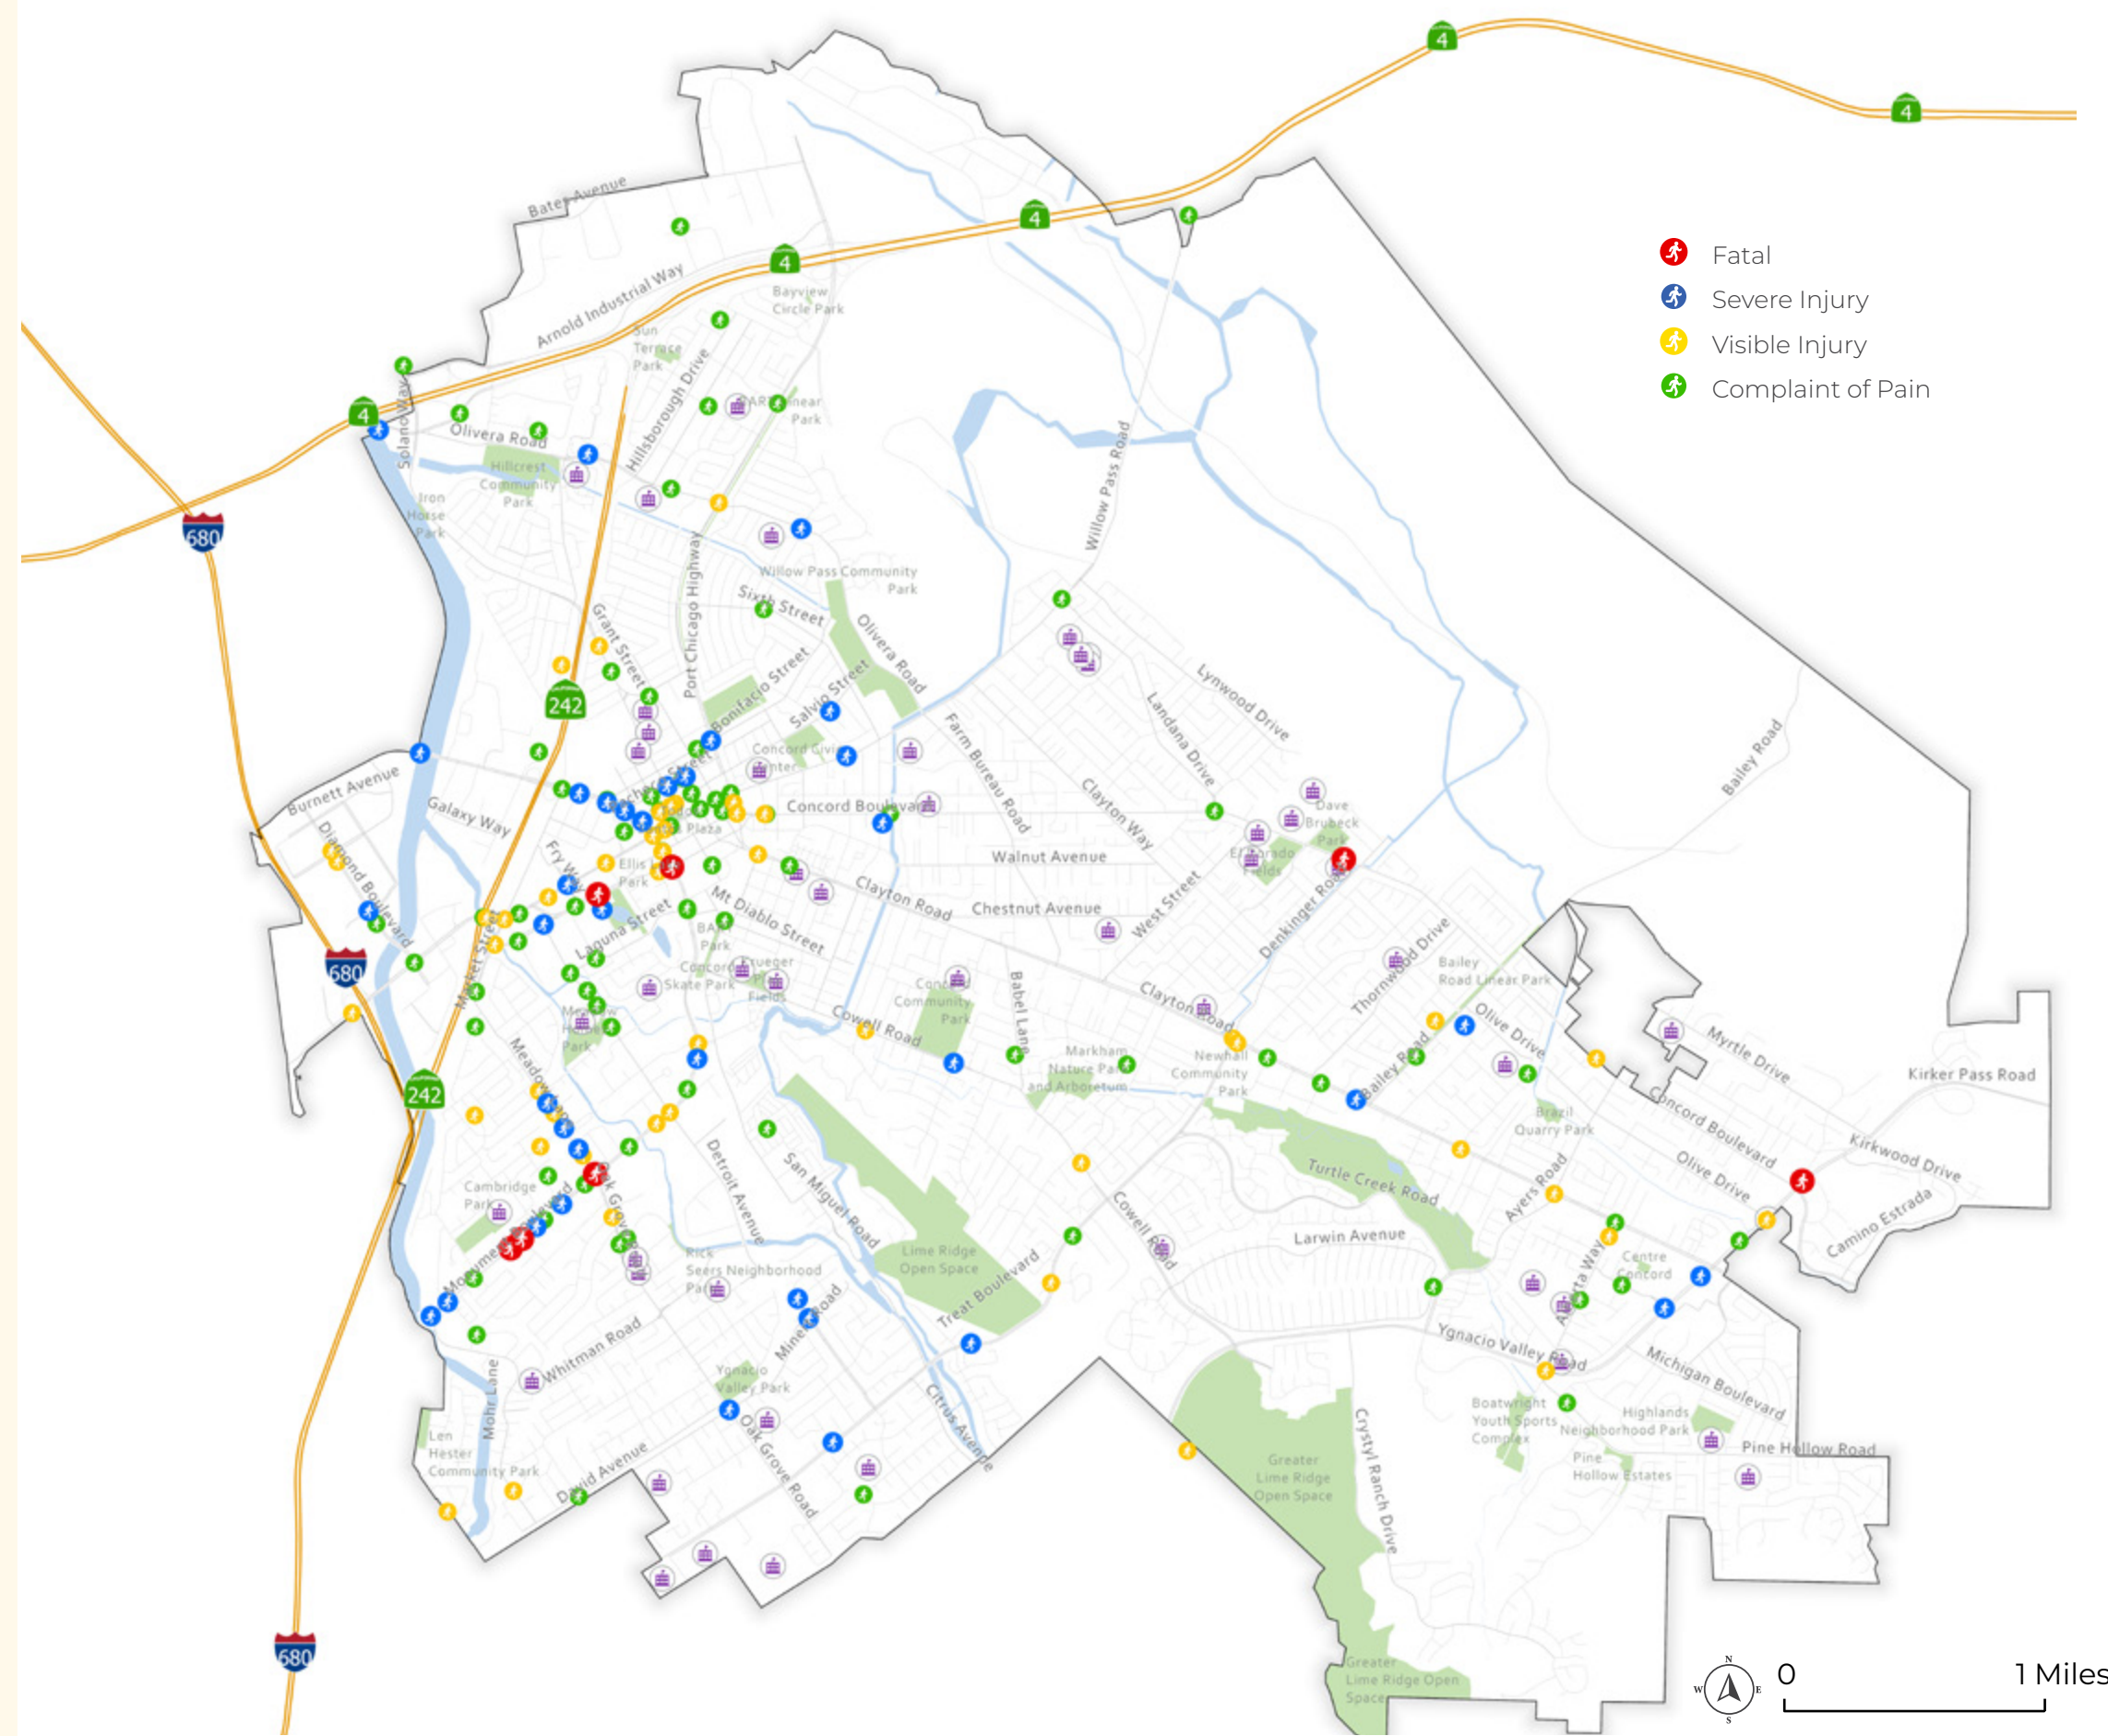 4
4
4
4
4
Bates Avenue
Arnold Industrial Way
Bayview
Circle Park
Fatal
Severe Injury
Visible Injury
Complaint of Pain
Sun
Terrace
Park
Hillsborough Drive
Park
Solano Way
Olivera Road
Hillcrest
Community
Park
Iron
Horse
Park
680
Port Chicago Highway
Willow Pass Road
Willow Pass Community
Park
Sixth Street
Grant Street
Olivera Road
242
Bonifacio Street
Salvio Street
Lynwood Drive
Landana Drive
Farm Bureau Road
Clayton Way
Bailey Road
Burnett Avenue
Galaxy Way
Diamond Boulevard
Concord Boulevard
Plaza
Dave
Brubeck
Park
Fields
Fry Way
Ellis
Park
Walnut Avenue
Clayton Road
Chestnut Avenue
West Street
Denkinger Road
Mt Diablo Street
Laguna Street
Park
Market Street
680
Concord
Skate Park
Krueger
Fields
Community
Park
Cowell Road
Babel Lane
Clayton Road
Thornwood Drive
Bailey
Road Linear Park
Olive Drive
Bailey Road
Park
242
Markham
Nature Park
and Arboretum
Newhall
Community
Park
Myrtle Drive
Kirker Pass Road
Concord Boulevard
Brazil
Quarry Park
Kirkwood Drive
Olive Drive
Camino Estrada
Cambridge
Park
Detroit Avenue
San Miguel Road
Turtle Creek Road
Ayers Road
Cowell Road
Larwin Avenue
Lime Ridge
Open Space
Treat Boulevard
Rick
Seers Neighborhood
Centre
Concord
Whitman Road
Ygnacio
Valley Park
Ygnacio Valley Road
Michigan Boulevard
Mohr Lane
Citrus Avenue
Oak Grove Road
David Avenue
Len
Hester
Community Park
Boatwright
Youth Sports
Complex
Highlands
Neighborhood Park
Pine Hollow Road
Pine
Hollow Estates
Crystyl Ranch Drive
Greater
Lime Ridge
Open Space
680
Greater
Lime Ridge Open
Space
N
W
E
S
0
1 Miles